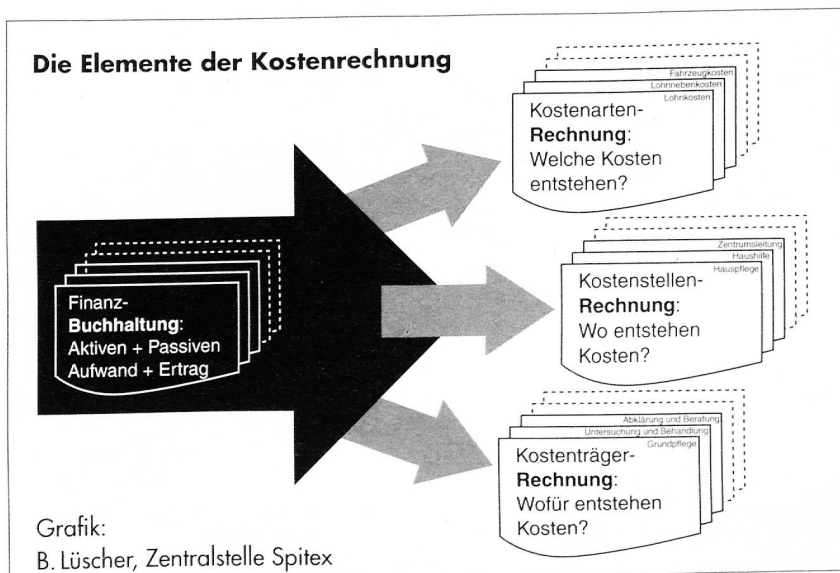 Die Elemente der Kostenrechnung
Fahrzeugkosten
Lohnnebenkosten
Lohnkosten
Kostenarten-
Rechnung:
Welche Kosten
entstehen?
Finanz-
Buchhaltung:
Aktiven + Passiven
Aufwand + Ertrag
Zentrumsleitung
Haushilfe
Hauspflege
Kostenstellen-
Rechnung:
Wo entstehen
Kosten?
Abklärung und Beratung
Untersuchung und Behandlung
Grundpflege
Kostenträger-
Rechnung:
Wofür entstehen
Kosten?
Grafik:
B. Lüscher, Zentralstelle Spitex